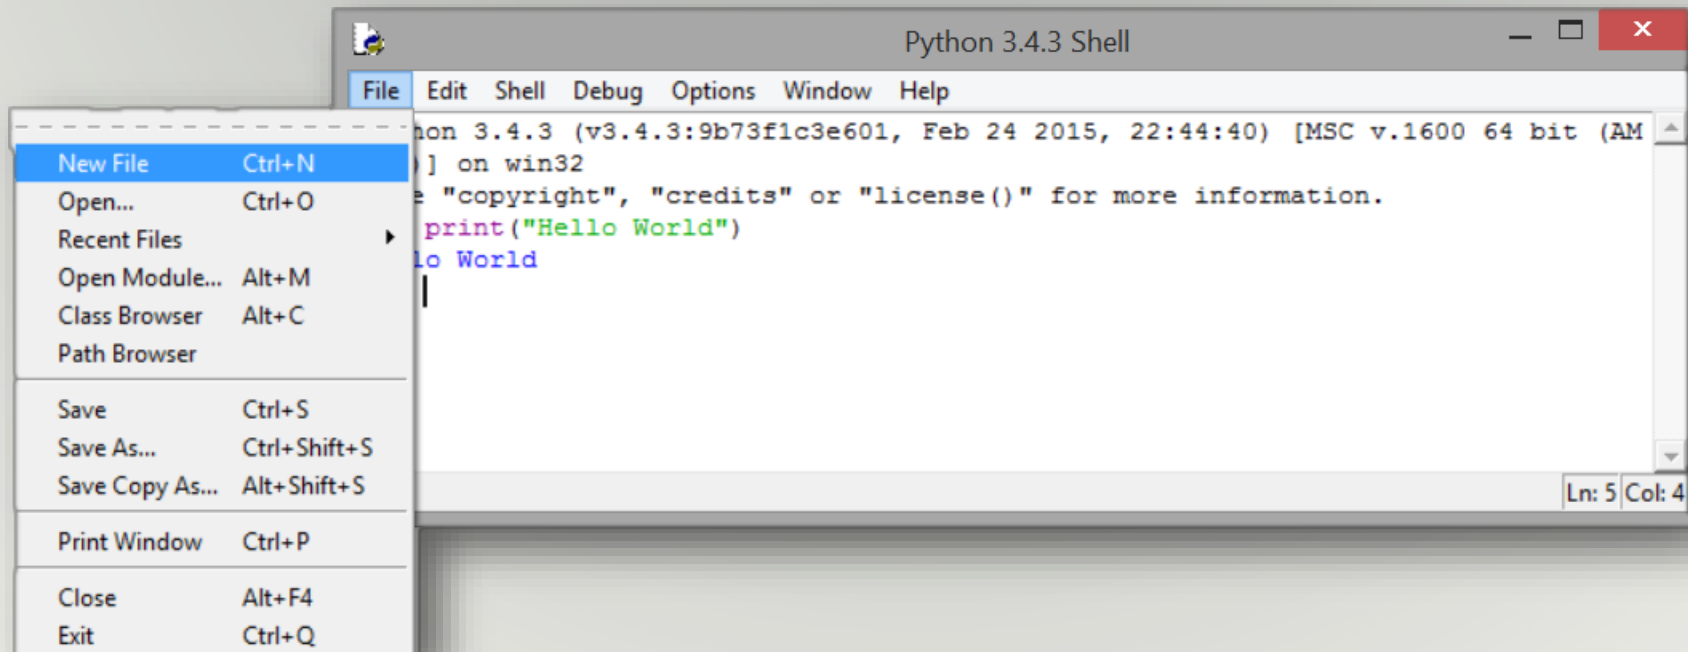 Python 3.4.3 Shell
File Edit Shell Debug Options Window Help
hon 3.4.3 (v3.4.3:9b73f1c3e601, Feb 24 2015, 22:44:40) [MSC v.1600 64 bit (AM
)] on win32
e "copyright", "credits" or "license()" for more information.
print("Hello World")
lo World
Ln: 5 Col: 4
New File Ctrl+N
Open... Ctrl+O
Recent Files
Open Module... Alt+M
Class Browser Alt+C
Path Browser
Save Ctrl+S
Save As... Ctrl+Shift+S
Save Copy As... Alt+Shift+S
Print Window Ctrl+P
Close Alt+F4
Exit Ctrl+Q